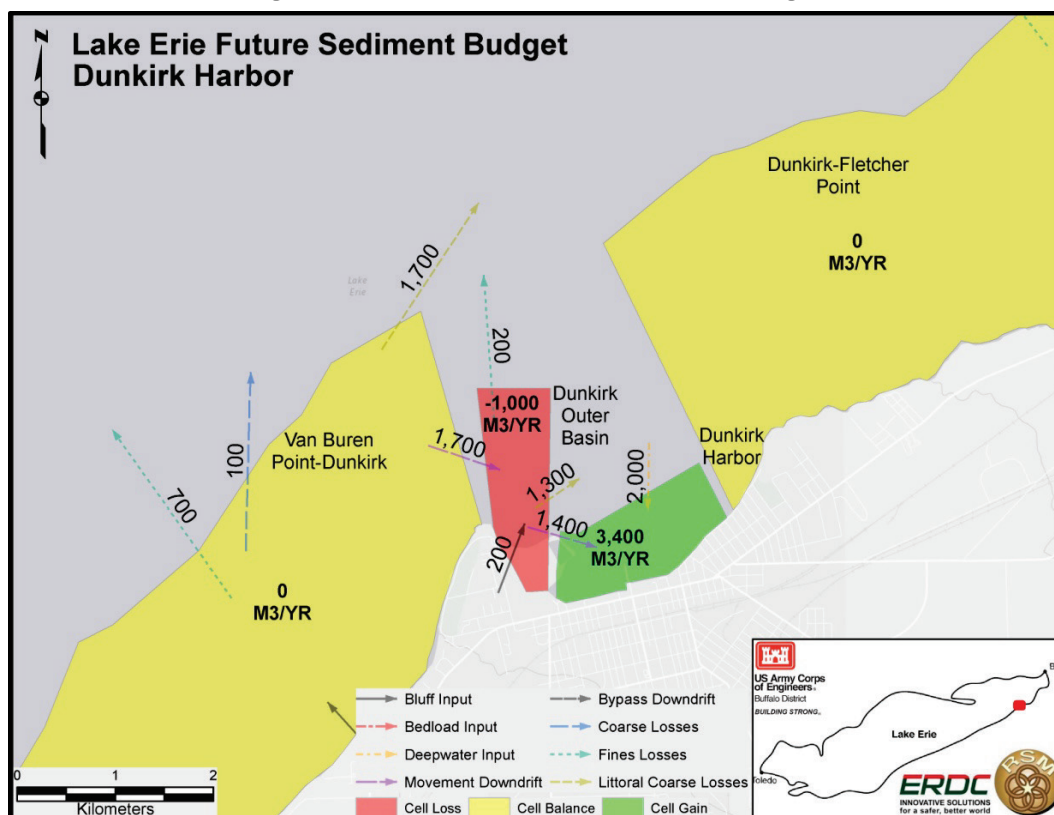 N
Lake Erie Future Sediment Budget
Dunkirk Harbor
Dunkirk-Fletcher
Point
0
M3/YR
1,700
Lake
Erie
200
-1,000
M3/YR
Dunkirk
Outer
Basin
Van Buren
Point-Dunkirk
100
700
1,700
1,300
2,000
Dunkirk
Harbor
1,400
3,400
M3/YR
200
0
M3/YR
Bluff Input
Bypass Downdrift
Bedload Input
Coarse Losses
Deepwater Input
Fines Losses
Movement Downdrift
Littoral Coarse Losses
Cell Loss
Cell Balance
Cell Gain
0 1 2
Kilometers
US Army Corps
of Engineers®
Buffalo District
BUILDING STRONG®
Lake Erie
B
Toledo
ERDC
INNOVATIVE SOLUTIONS
for a safer, better world
RSM